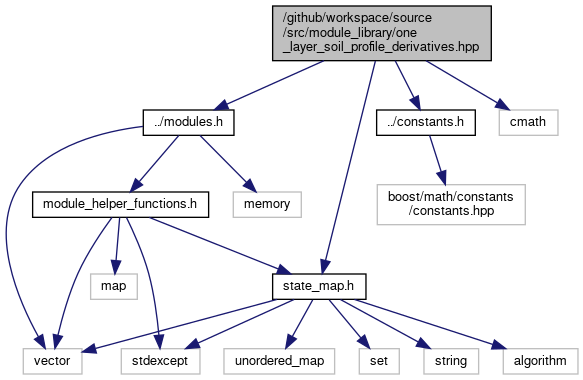 /github/workspace/source
/src/module_library/one
_layer_soil_profile_derivatives.hpp
../modules.h
../constants.h
cmath
module_helper_functions.h
memory
boost/math/constants
/constants.hpp
map
state_map.h
vector
stdexcept
unordered_map
set
string
algorithm